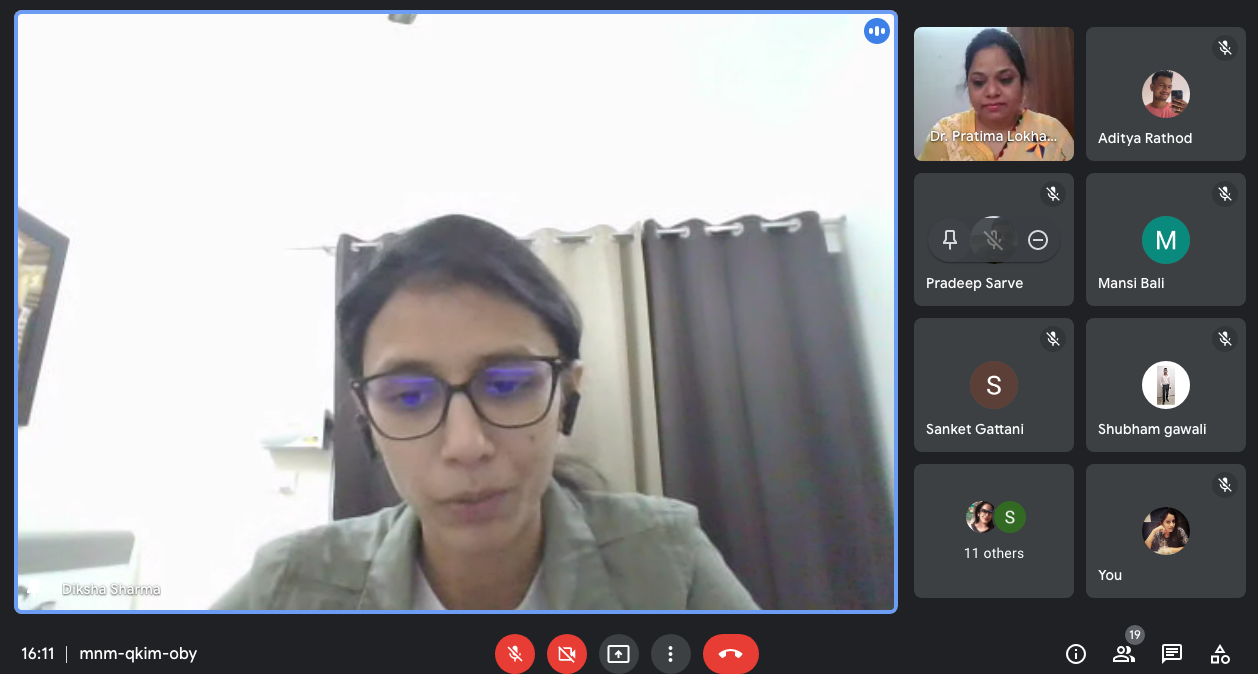 Diksha Sharma
Dr. Pratima Lokha...
Aditya Rathod
Pradeep Sarve
M
Mansi Bali
S
Sanket Gattani
Shubham gawali
S
11 others
You
16:11 | mnm-qkim-oby
19